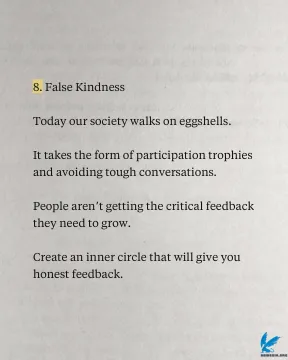 8. False Kindness
Today our society walks on eggshells.
It takes the form of participation trophies
and avoiding tough conversations.
People aren't getting the critical feedback
they need to grow.
Create an inner circle that will give you
honest feedback.